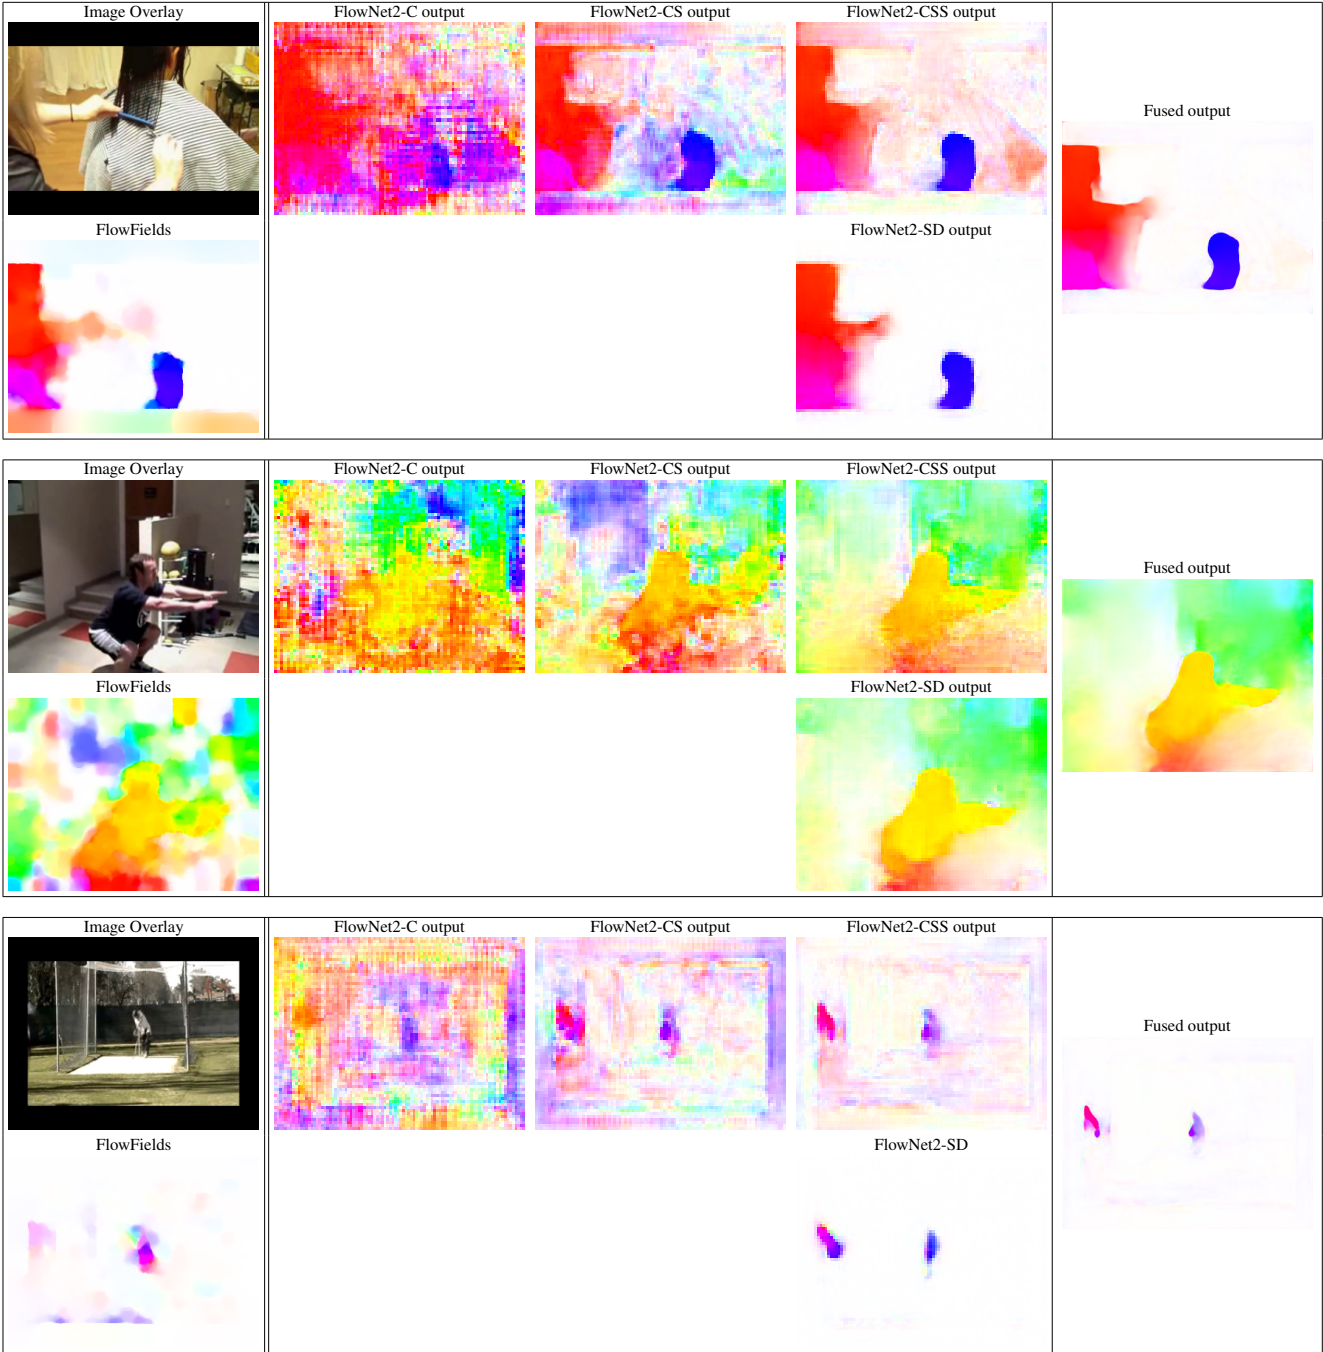 Image Overlay
FlowNet2-C output
FlowNet2-CS output
FlowNet2-CSS output
Fused output
FlowFields
FlowNet2-SD output
Image Overlay
FlowNet2-C output
FlowNet2-CS output
FlowNet2-CSS output
Fused output
FlowFields
FlowNet2-SD output
Image Overlay
FlowNet2-C output
FlowNet2-CS output
FlowNet2-CSS output
Fused output
FlowFields
FlowNet2-SD